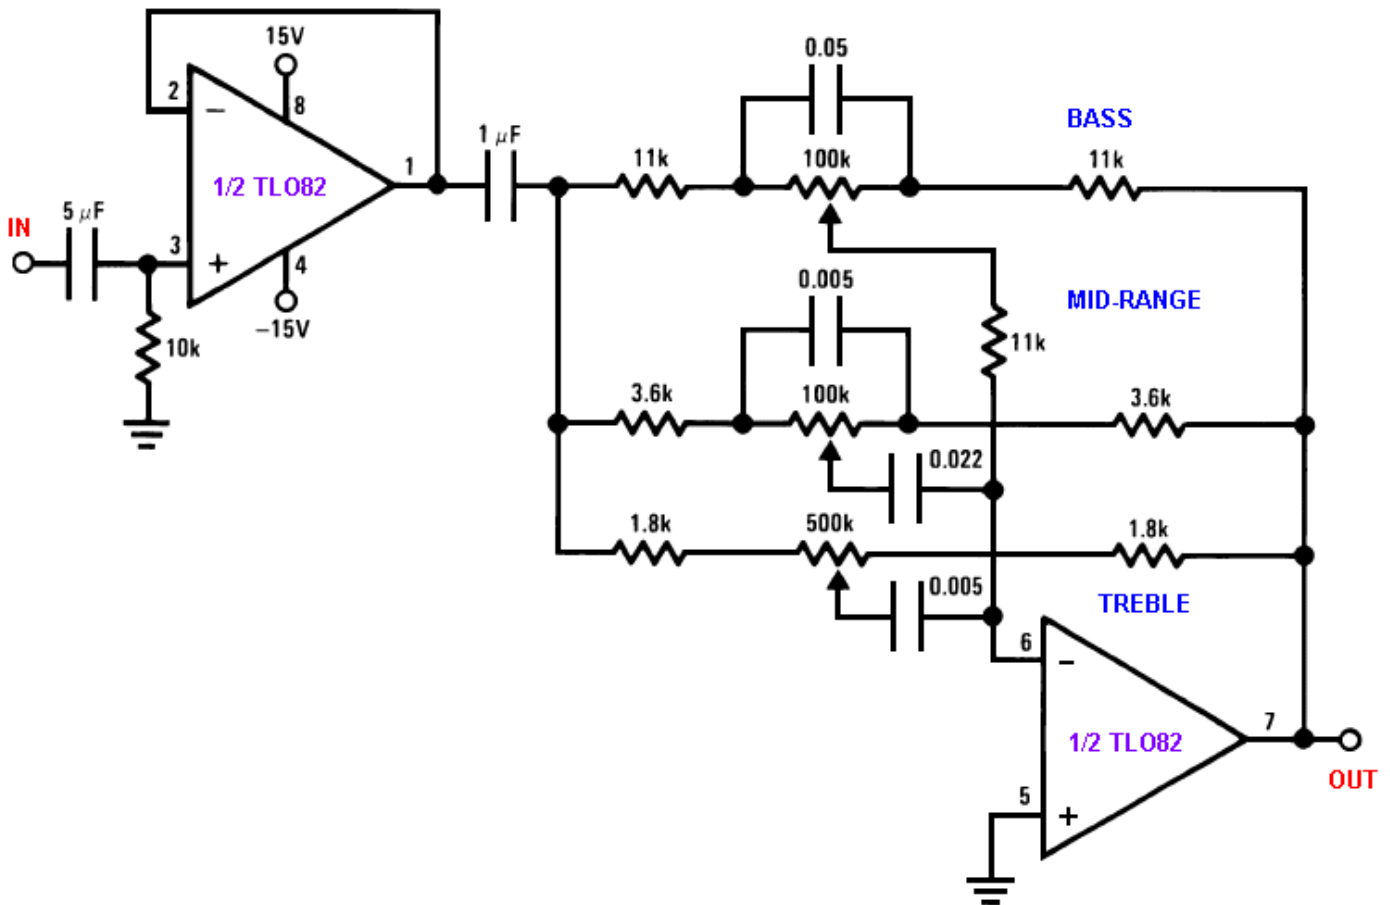 15V
2
−
8
1
1/2 TL082
5 μF
IN
3
+
4
−15V
10k
1 μF
0.05
BASS
11k
100k
11k
0.005
MID-RANGE
11k
3.6k
100k
3.6k
0.022
1.8k
500k
1.8k
0.005
TREBLE
6
-
7
1/2 TL082
OUT
5
+